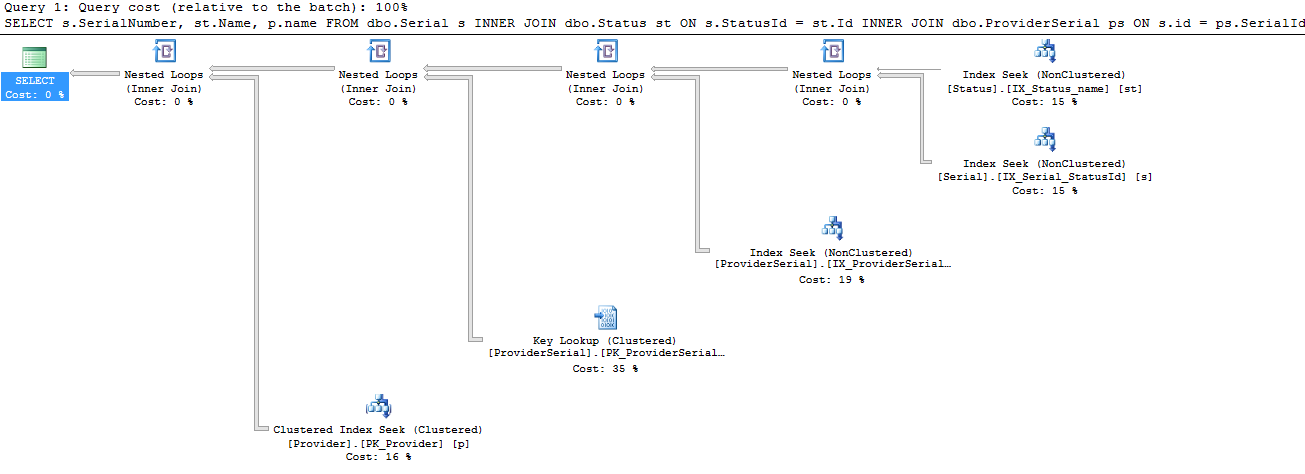 Query 1: Query cost (relative to the batch): 100%
SELECT s.SerialNumber, st.Name, p.name FROM dbo.Serial s INNER JOIN dbo.Status st ON s.StatusId = st.Id INNER JOIN dbo.ProviderSerial ps ON s.id = ps.SerialId
SELECT
Cost: 0 %
Nested Loops
(Inner Join)
Cost: 0 %
Nested Loops
(Inner Join)
Cost: 0 %
Nested Loops
(Inner Join)
Cost: 0 %
Nested Loops
(Inner Join)
Cost: 0 %
Index Seek (NonClustered)
[Status].[IX_Status_name] [st]
Cost: 15 %
Index Seek (NonClustered)
[Serial].[IX_Serial_StatusId] [s]
Cost: 15 %
Index Seek (NonClustered)
[ProviderSerial].[IX_ProviderSerial…
Cost: 19 %
Key Lookup (Clustered)
[ProviderSerial].[PK_ProviderSerial…
Cost: 35 %
Clustered Index Seek (Clustered)
[Provider].[PK_Provider] [p]
Cost: 16 %